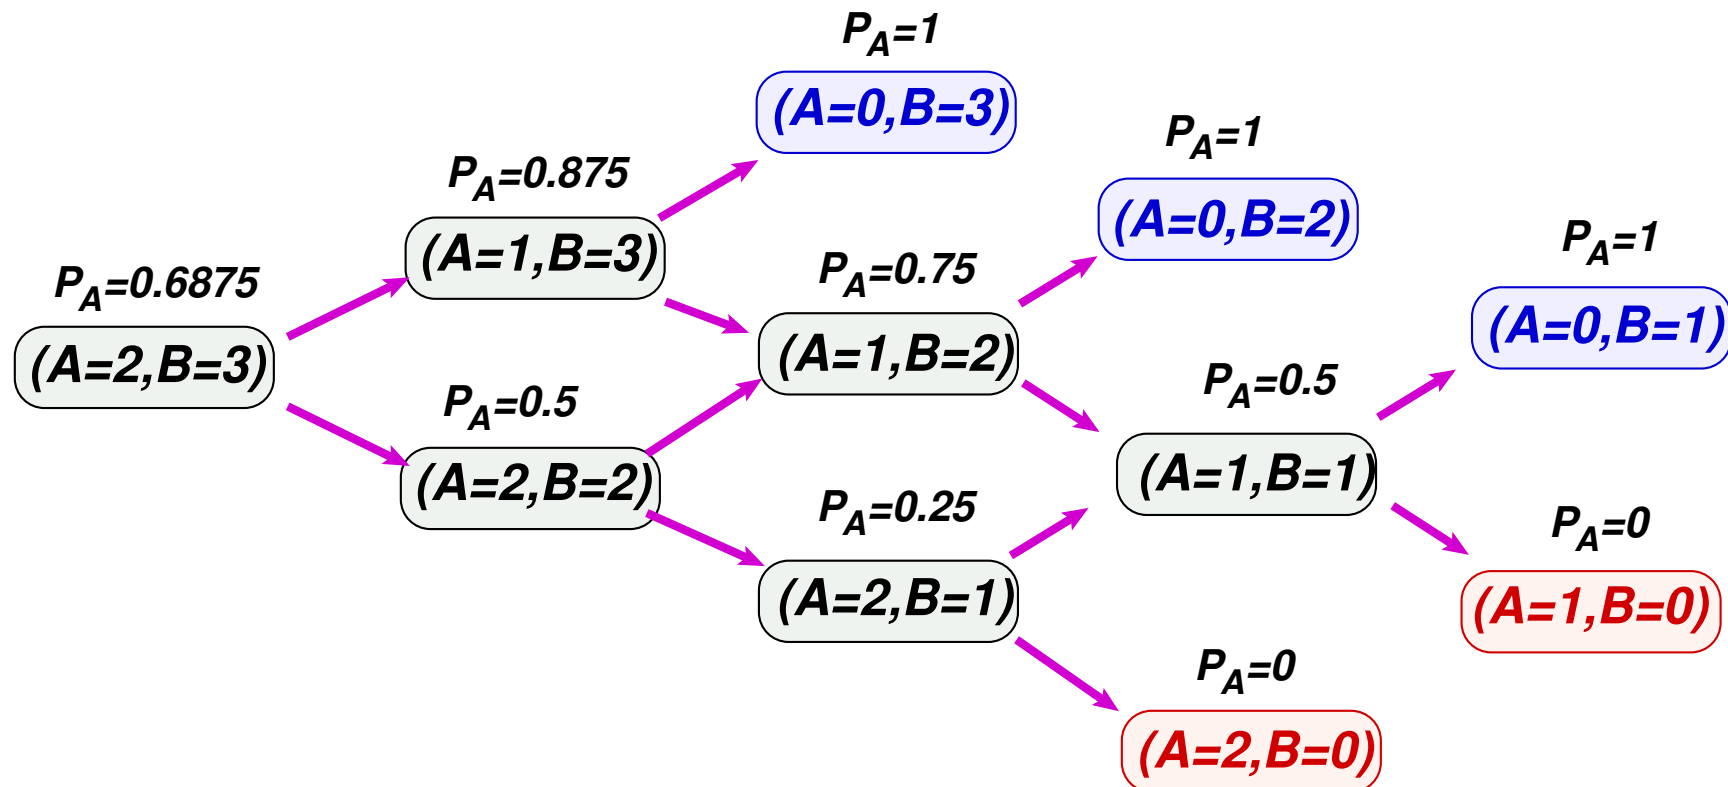 P_A=0.6875
(A=2,B=3)
P_A=0.875
(A=1,B=3)
P_A=0.5
(A=2,B=2)
P_A=1
(A=0,B=3)
P_A=0.75
(A=1,B=2)
P_A=0.25
(A=2,B=1)
P_A=1
(A=0,B=2)
P_A=0.5
(A=1,B=1)
P_A=0
(A=2,B=0)
P_A=1
(A=0,B=1)
P_A=0
(A=1,B=0)